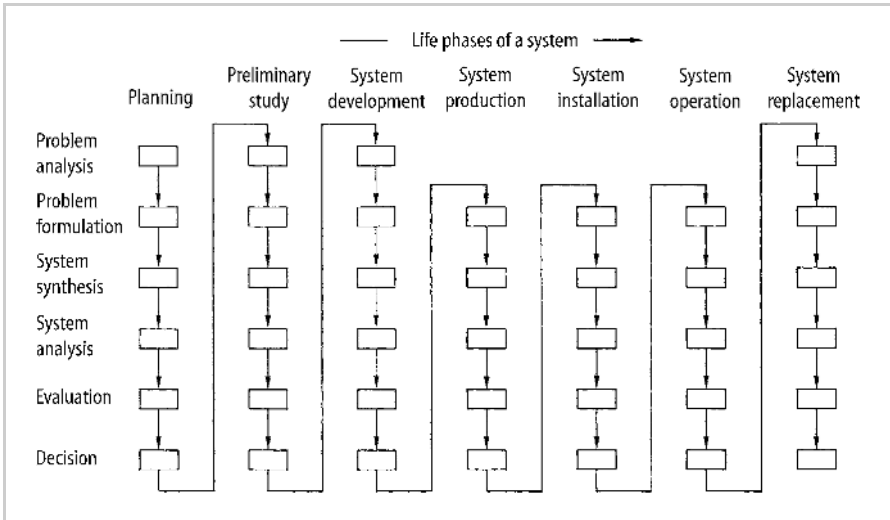 Life phases of a system
Planning
Preliminary
study
System
development
System
production
System
installation
System
operation
System
replacement
Problem
analysis
Problem
formulation
System
synthesis
System
analysis
Evaluation
Decision